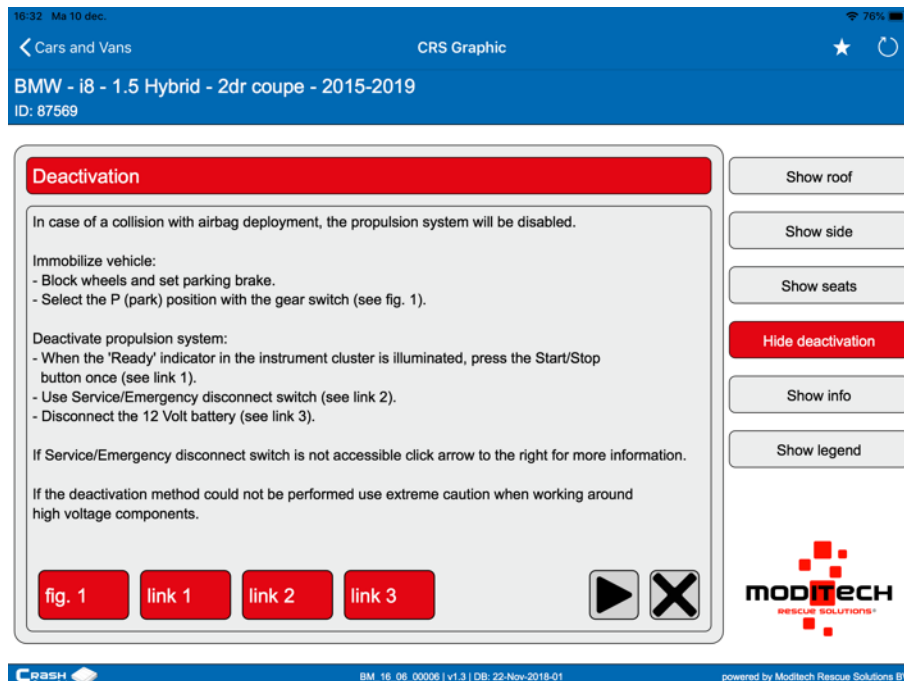 16:32 Ma 10 dec.
76%
Cars and Vans
CRS Graphic
BMW - i8 - 1.5 Hybrid - 2dr coupe - 2015-2019
ID: 87569
Deactivation
In case of a collision with airbag deployment, the propulsion system will be disabled.
Immobilize vehicle:
- Block wheels and set parking brake.
- Select the P (park) position with the gear switch (see fig. 1).
Deactivate propulsion system:
- When the 'Ready' indicator in the instrument cluster is illuminated, press the Start/Stop
button once (see link 1).
- Use Service/Emergency disconnect switch (see link 2).
- Disconnect the 12 Volt battery (see link 3).
If Service/Emergency disconnect switch is not accessible click arrow to the right for more information.
If the deactivation method could not be performed use extreme caution when working around
high voltage components.
fig. 1
link 1
link 2
link 3
Show roof
Show side
Show seats
Hide deactivation
Show info
Show legend
MODITECH
RESCUE SOLUTIONS
CRASH
BM_16_06_00006 | v1.3 | DB: 22-Nov-2018-01
powered by Moditech Rescue Solutions BV